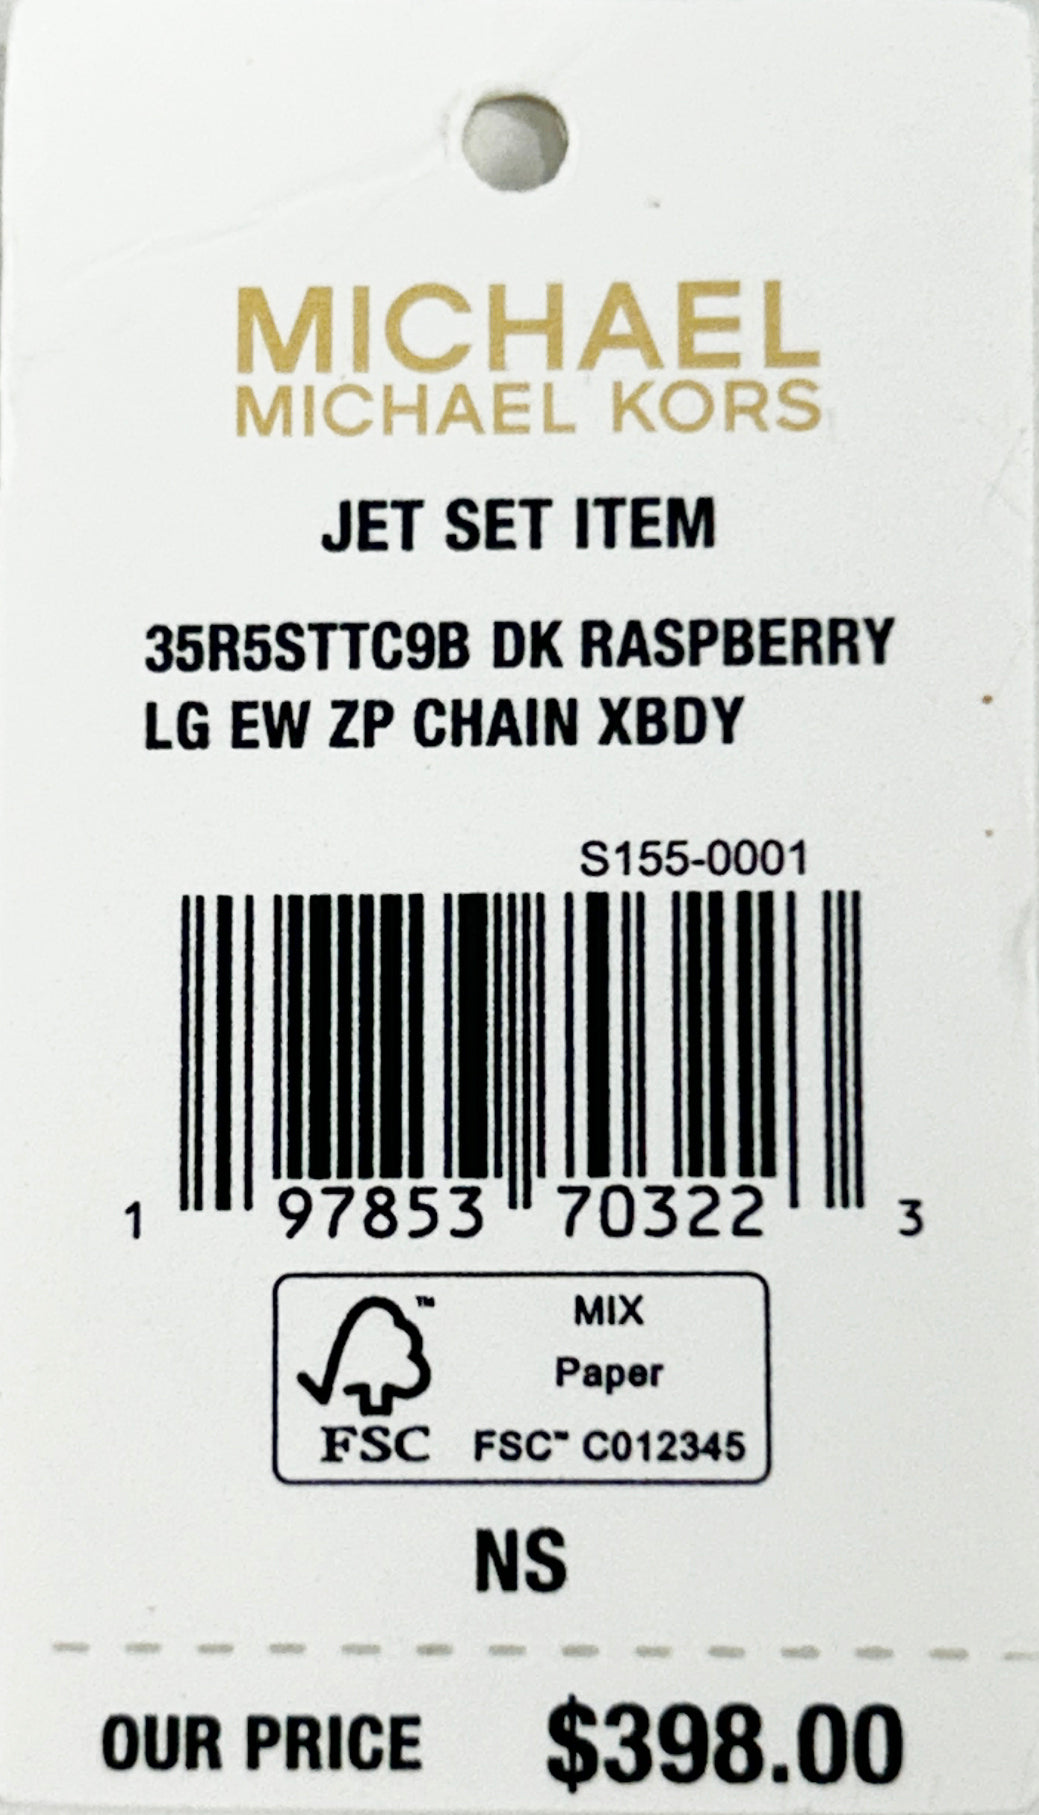 MICHAEL
MICHAEL KORS
JET SET ITEM
35R5STTC9B DK RASPBERRY
LG EW ZP CHAIN XBDY
S155-0001
1 97853 70322 3
™
MIX
Paper
FSC FSC™ C012345
NS
OUR PRICE $398.00